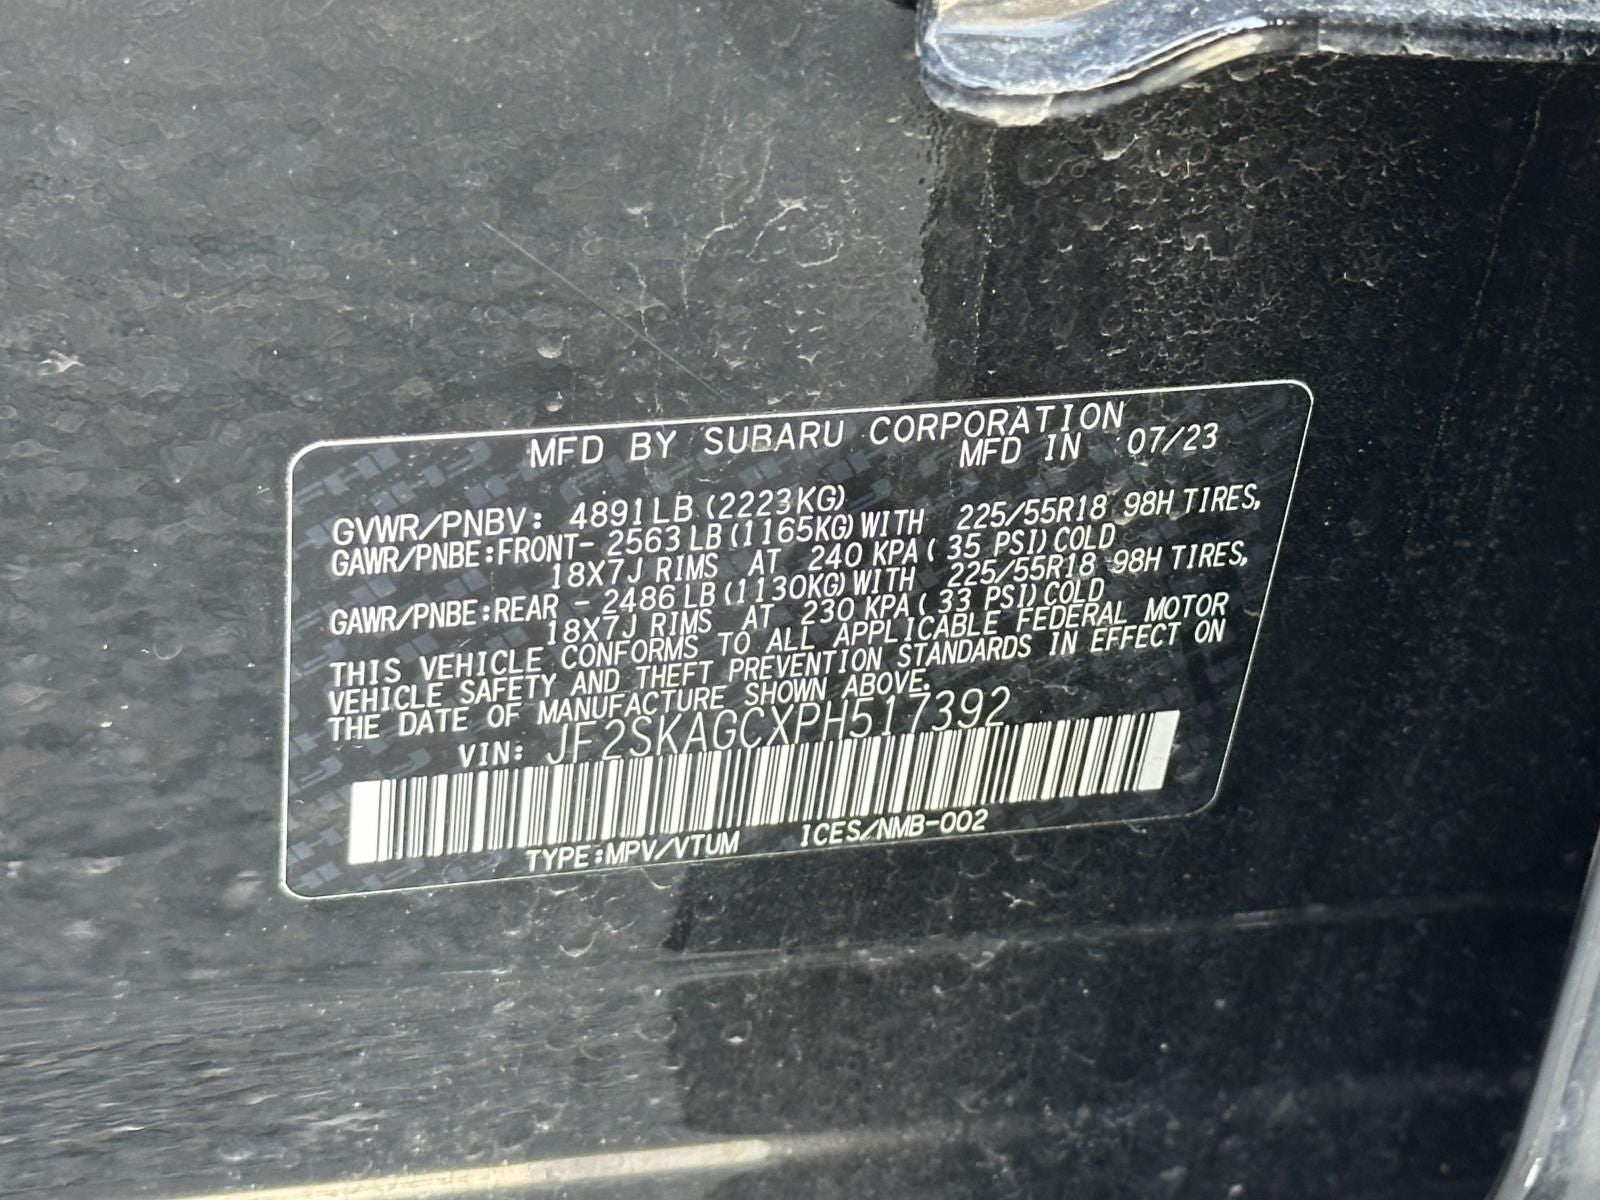 MFD BY SUBARU CORPORATION
MFD IN 07/23
GVWR/PNBV: 4891LB (2223KG)
GAWR/PNBE:FRONT- 2563 LB (1165KG) WITH 225/55R18 98H TIRES,
18X7J RIMS AT 240 KPA ( 35 PSI) COLD
GAWR/PNBE:REAR - 2486 LB (1130KG) WITH 225/55R18 98H TIRES,
18X7J RIMS AT 230 KPA ( 33 PSI) COLD
THIS VEHICLE CONFORMS TO ALL APPLICABLE FEDERAL MOTOR
VEHICLE SAFETY AND THEFT PREVENTION STANDARDS IN EFFECT ON
THE DATE OF MANUFACTURE SHOWN ABOVE.
VIN: JF2SKAGCXPH517392
TYPE:MPV/VTUM ICES/NMB-002